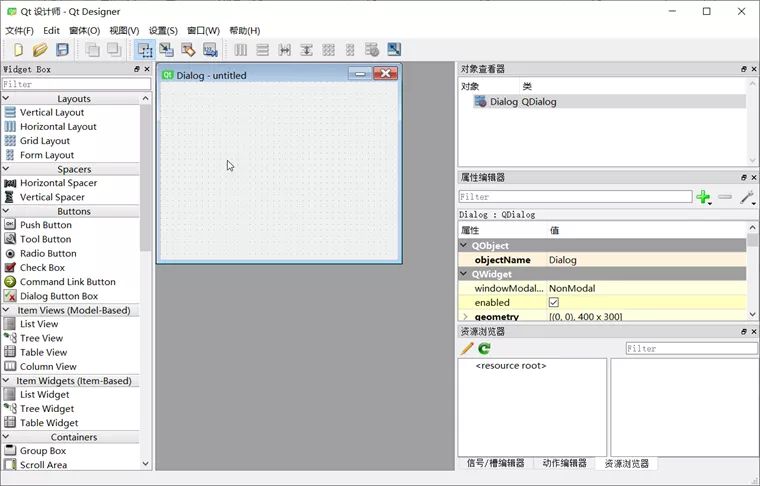 Qt 设计师 - Qt Designer
文件(F) Edit 窗体(O) 视图(V) 设置(S) 窗口(W) 帮助(H)
Widget Box
Filter
Layouts
Vertical Layout
Horizontal Layout
Grid Layout
Form Layout
Spacers
Horizontal Spacer
Vertical Spacer
Buttons
OK
Push Button
Tool Button
Radio Button
Check Box
Command Link Button
Dialog Button Box
Item Views (Model-Based)
List View
Tree View
Table View
Column View
Item Widgets (Item-Based)
List Widget
Tree Widget
Table Widget
Containers
Group Box
Scroll Area
Qt Dialog - untitled
对象查看器
对象 类
Dialog QDialog
属性编辑器
Filter
Dialog : QDialog
属性 值
QObject
objectName Dialog
QWidget
windowModal... NonModal
enabled
geometry [(0, 0), 400 x 300]
资源浏览器
Filter
<resource root>
信号/槽编辑器 动作编辑器 资源浏览器